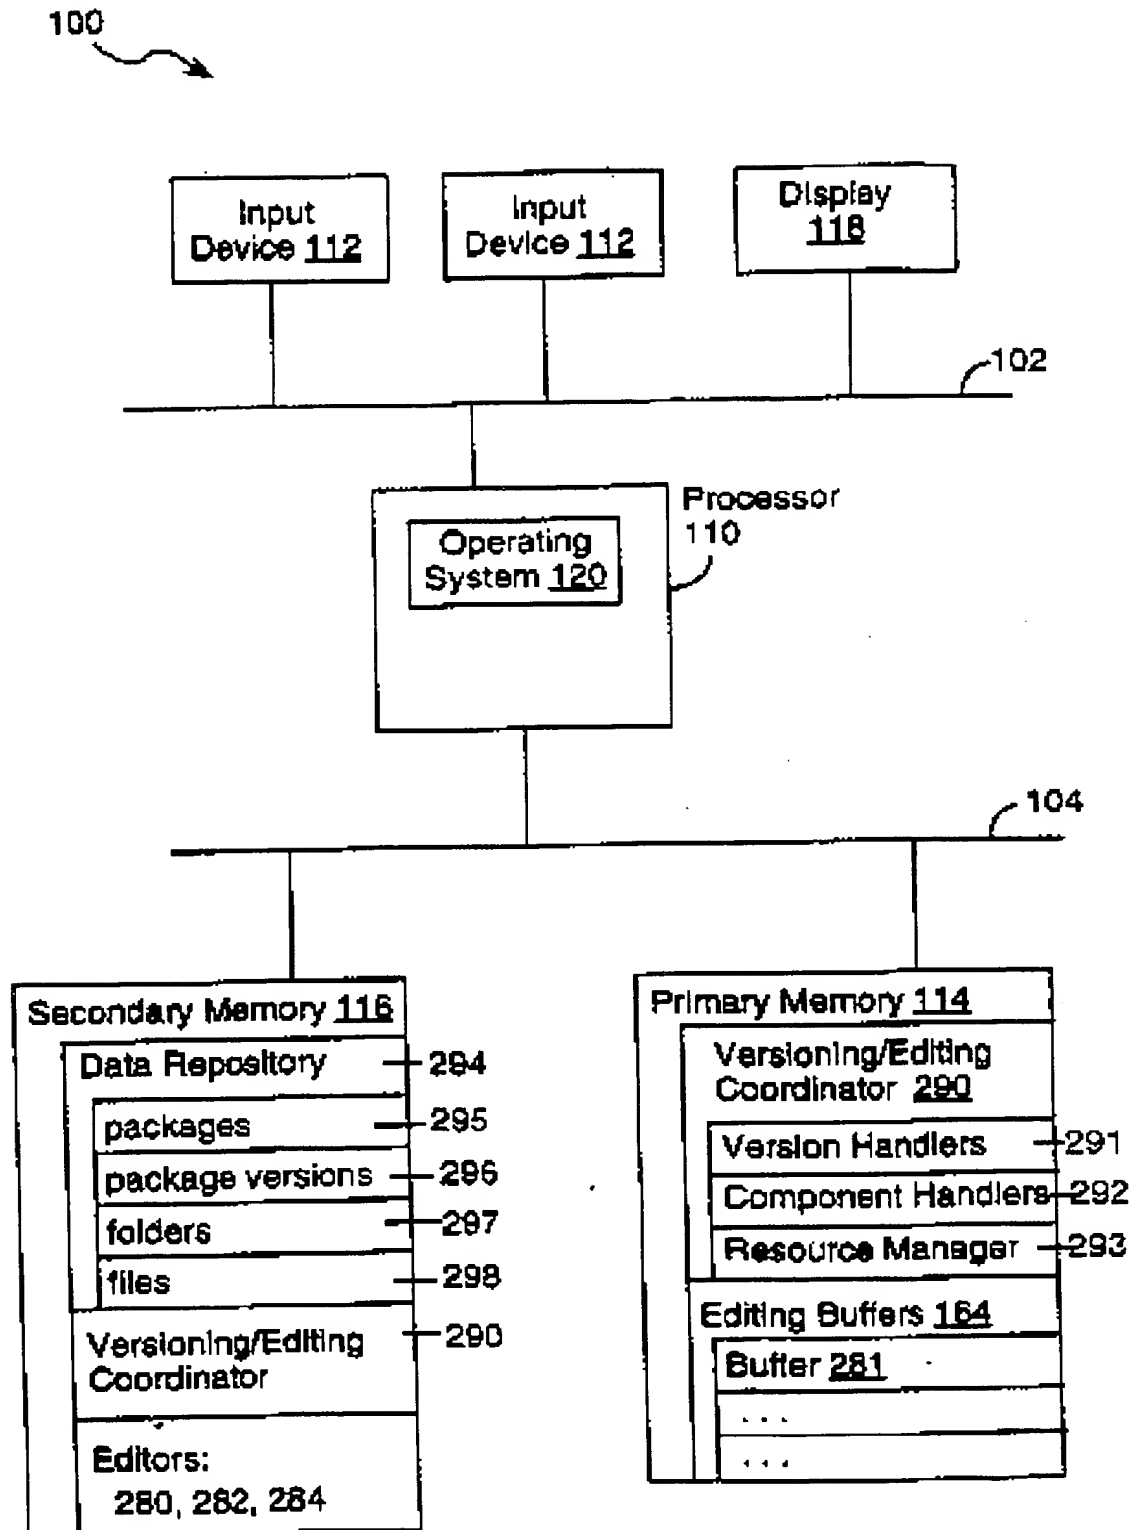 100
Input
Device 112
Input
Device 112
Display
118
102
Processor
110
Operating
System 120
104
Secondary Memory 116
Data Repository 294
packages 295
package versions 296
folders 297
files 298
Versioning/Editing 290
Coordinator
Editors:
280, 282, 284
Primary Memory 114
Versioning/Editing
Coordinator 290
Version Handlers 291
Component Handlers 292
Resource Manager 293
Editing Buffers 164
Buffer 281
...
...